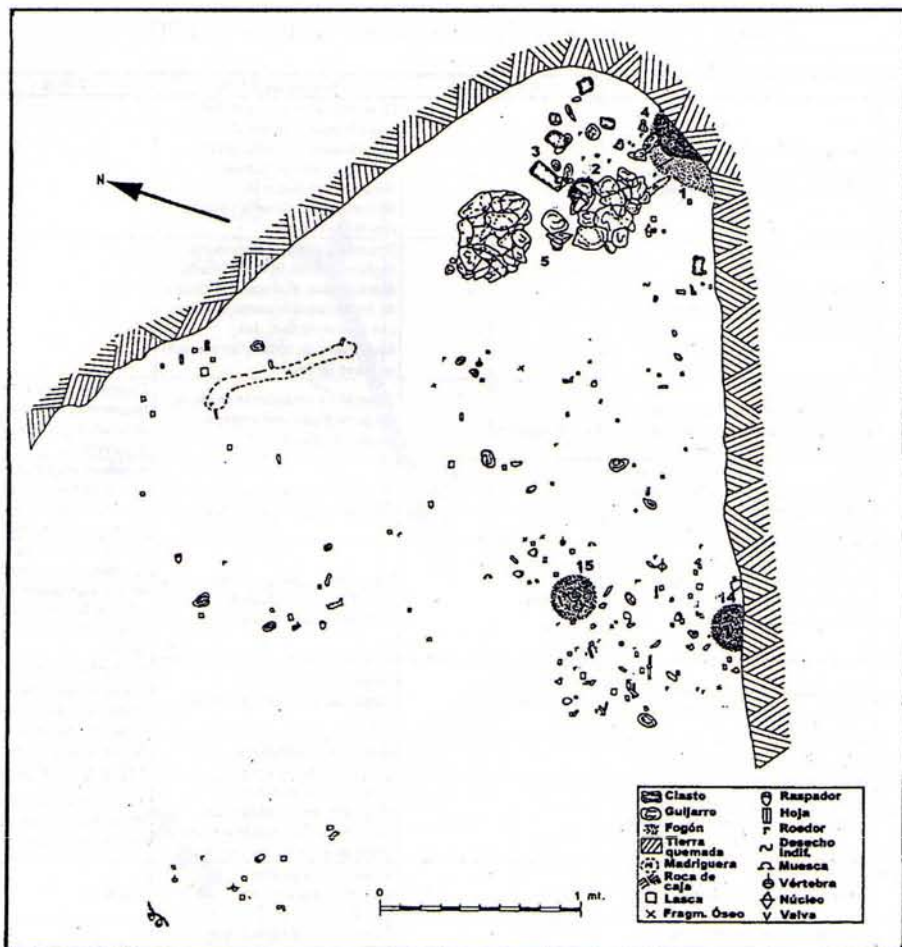 4
3
2
N
1
5
15
14
Clasto
Guijarro
Fogón
Tierra quemada
Madriguera
Roca de caja
Lasca
Fragm. Óseo
Raspador
Hoja
Roedor
Desecho Indif.
Muesca
Vértebra
Núcleo
Valva
0 1 mt.